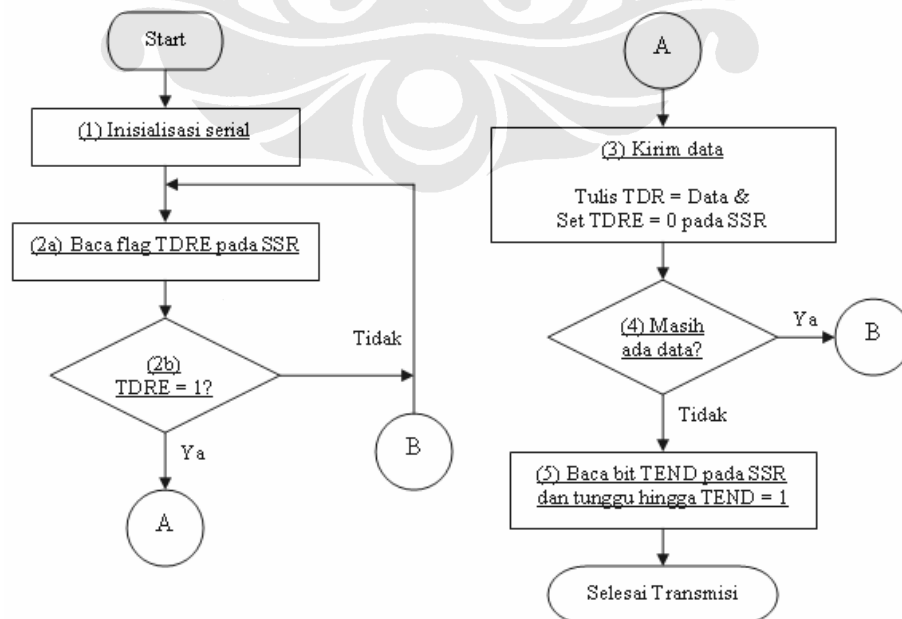 Start
(1) Inisialisasi serial
(2a) Baca flag TDRE pada SSR
(2b)
TDRE = 1?
Tidak
Ya
A
B
A
(3) Kirim data
Tulis TDR = Data &
Set TDRE = 0 pada SSR
(4) Masih
ada data?
Ya
B
Tidak
(5) Baca bit TEND pada SSR
dan tunggu hingga TEND = 1
Selesai Transmisi